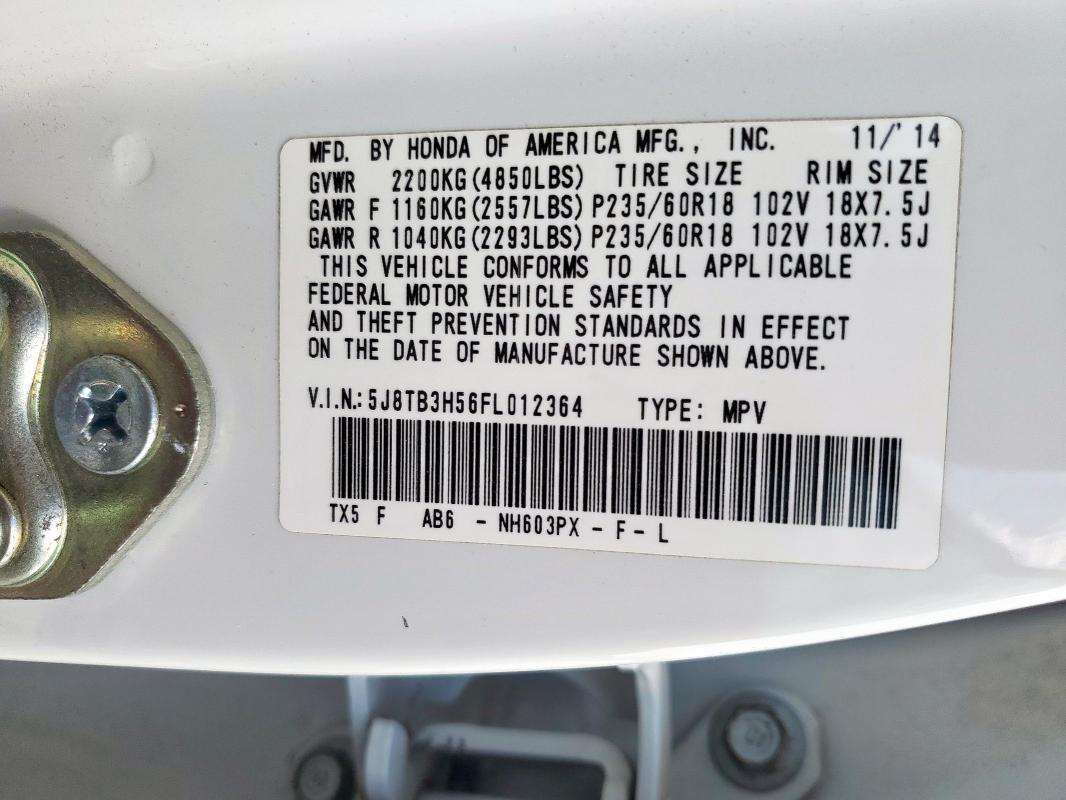 MFD. BY HONDA OF AMERICA MFG., INC. 11/'14
GVWR 2200KG(4850LBS) TIRE SIZE RIM SIZE
GAWR F 1160KG(2557LBS)P235/60R18 102V 18X7.5J
GAWR R 1040KG(2293LBS)P235/60R18 102V 18X7.5J
THIS VEHICLE CONFORMS TO ALL APPLICABLE
FEDERAL MOTOR VEHICLE SAFETY
AND THEFT PREVENTION STANDARDS IN EFFECT
ON THE DATE OF MANUFACTURE SHOWN ABOVE.
V.I.N.: 5J8TB3H56FL012364 TYPE: MPV
TX5 F AB6 - NH603PX - F - L